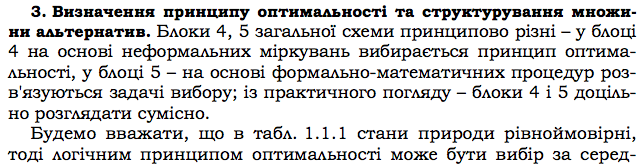 3. Визначення принципу оптимальності та структурування множи-
ни альтернатив. Блоки 4, 5 загальної схеми принципово різні – у блоці
4 на основі неформальних міркувань вибирається принцип оптима-
льності, у блоці 5 – на основі формально-математичних процедур роз-
в'язуються задачі вибору; із практичного погляду – блоки 4 і 5 доціль-
но розглядати сумісно.
Будемо вважати, що в табл. 1.1.1 стани природи рівноймовірні,
тоді логічним принципом оптимальності може бути вибір за серед-